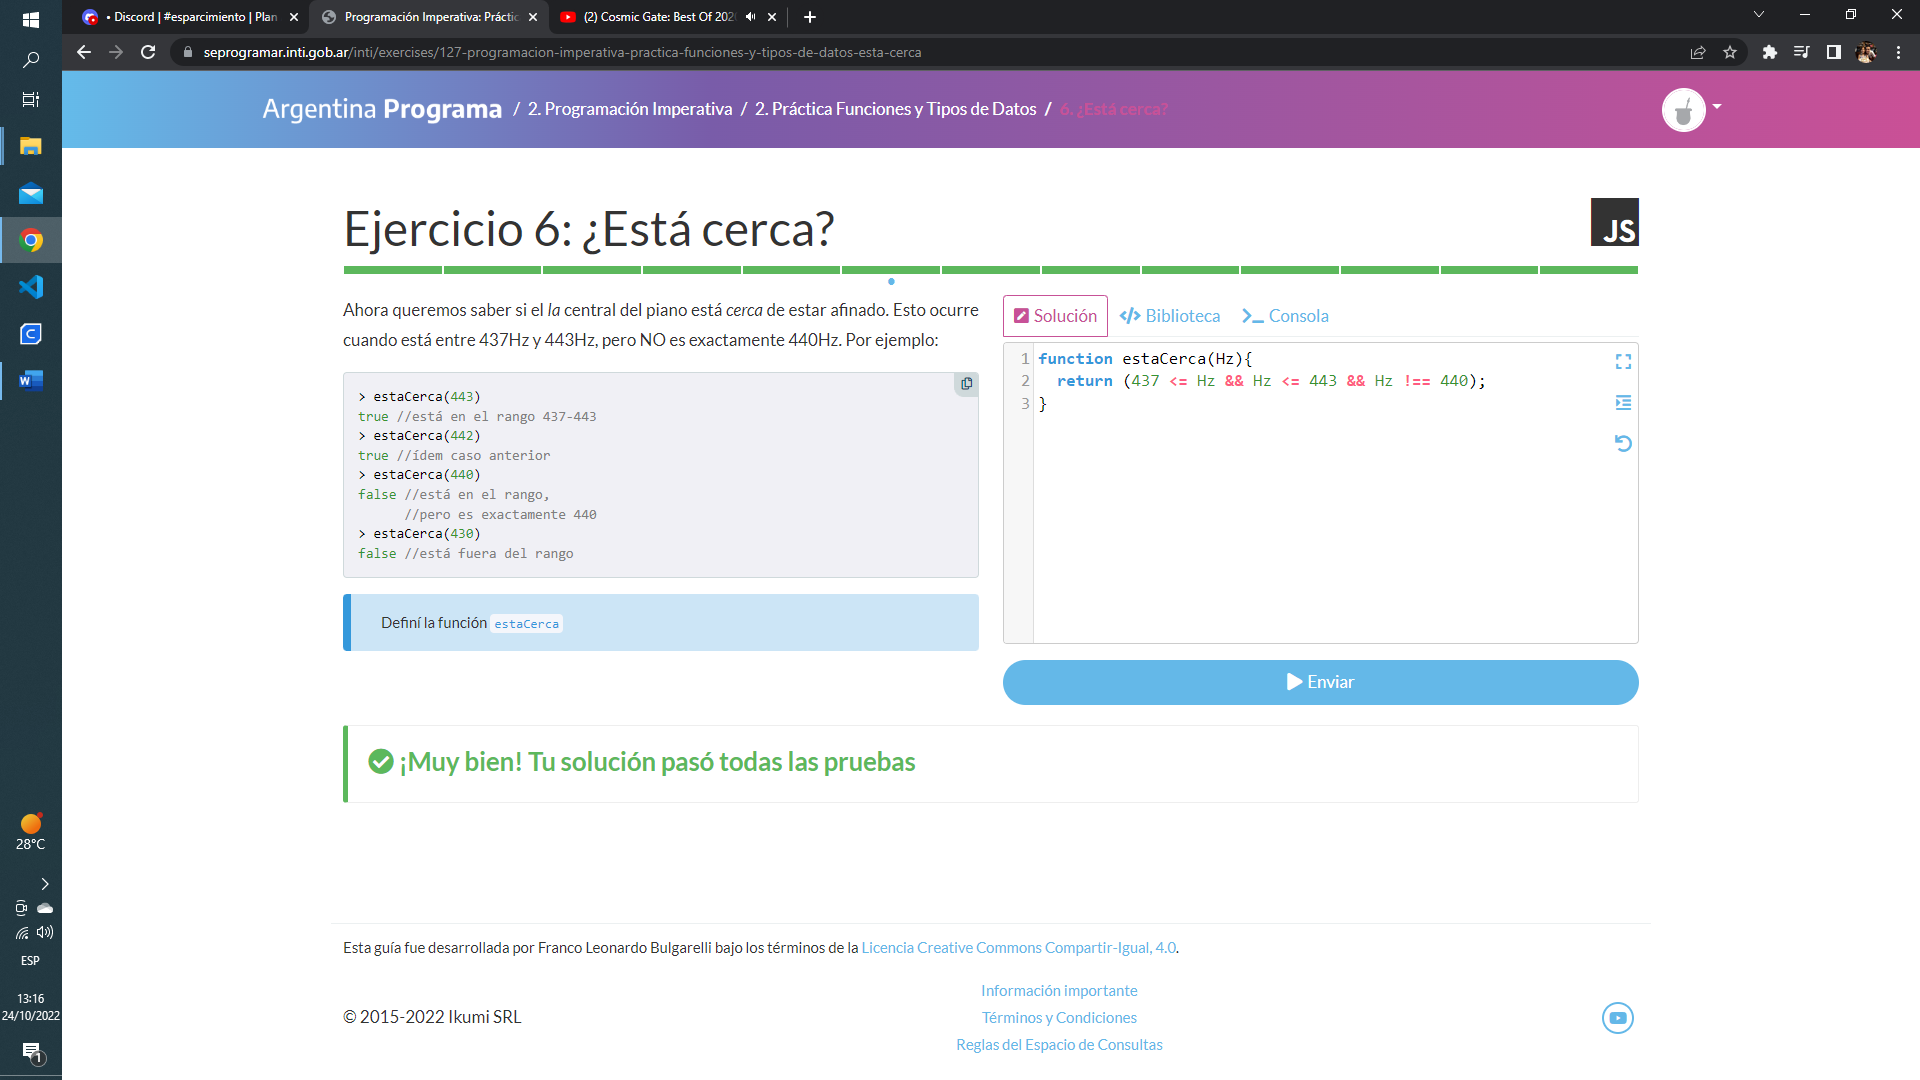 • Discord | #esparcimiento | Plan
Programación Imperativa: Práctic
(2) Cosmic Gate: Best Of 202
seprogramar.inti.gob.ar/inti/exercises/127-programacion-imperativa-practica-funciones-y-tipos-de-datos-esta-cerca
Argentina Programa / 2. Programación Imperativa / 2. Práctica Funciones y Tipos de Datos / 6. ¿Está cerca?
Ejercicio 6: ¿Está cerca?
JS
Ahora queremos saber si el la central del piano está cerca de estar afinado. Esto ocurre
cuando está entre 437Hz y 443Hz, pero NO es exactamente 440Hz. Por ejemplo:
> estaCerca(443)
true //está en el rango 437-443
> estaCerca(442)
true //ídem caso anterior
> estaCerca(440)
false //está en el rango,
//pero es exactamente 440
> estaCerca(430)
false //está fuera del rango
Definí la función estaCerca
Solución
Biblioteca
Consola
1 function estaCerca(Hz){
2 return (437 <= Hz && Hz <= 443 && Hz !== 440);
3 }
Enviar
¡Muy bien! Tu solución pasó todas las pruebas
Esta guía fue desarrollada por Franco Leonardo Bulgarelli bajo los términos de la Licencia Creative Commons Compartir-Igual, 4.0.
© 2015-2022 Ikumi SRL
Información importante
Términos y Condiciones
Reglas del Espacio de Consultas
28°C
ESP
13:16
24/10/2022
1